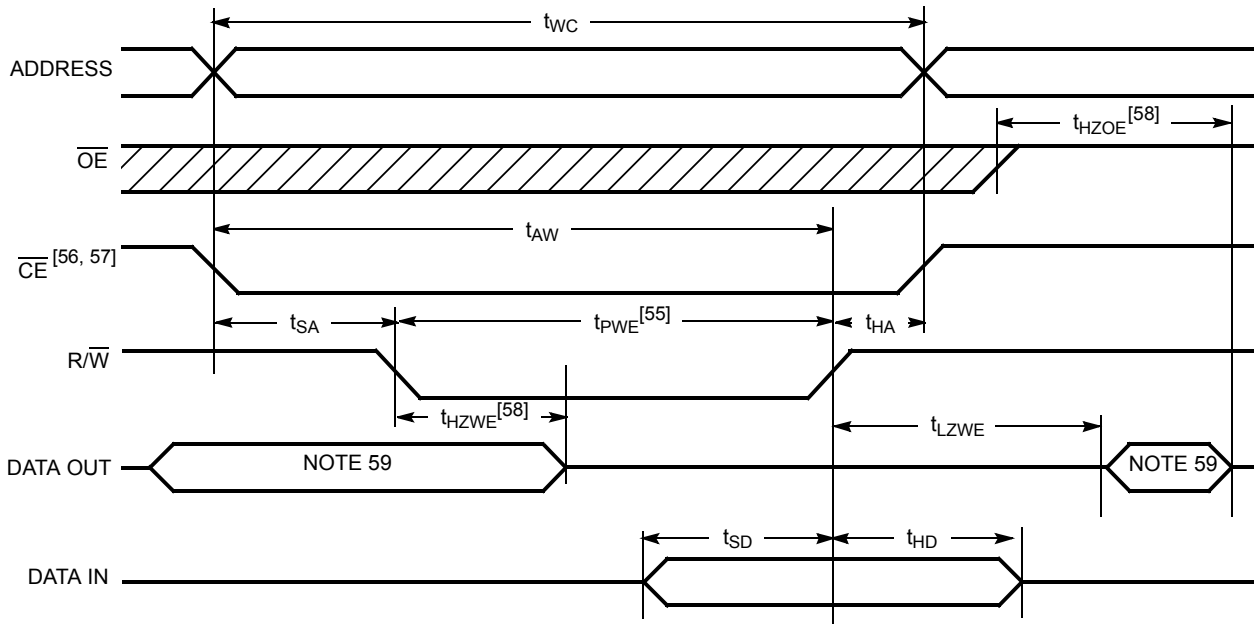 tWC
ADDRESS
tHZOE[58]
OE
tAW
CE [56, 57]
tSA
tPWE[55]
tHA
R/W
tHZWE[58]
tLZWE
DATA OUT
NOTE 59
NOTE 59
tSD
tHD
DATA IN